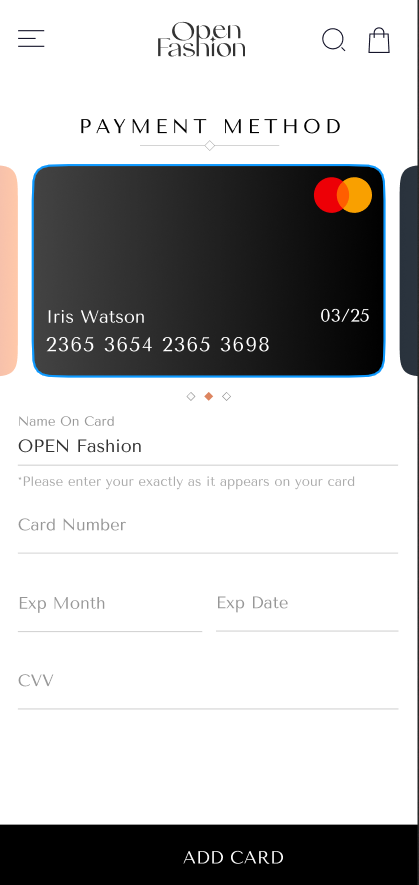 Open
Fashion
PAYMENT METHOD
Iris Watson
03/25
2365 3654 2365 3698
Name On Card
OPEN Fashion
*Please enter your exactly as it appears on your card
Card Number
Exp Month
Exp Date
CVV
ADD CARD